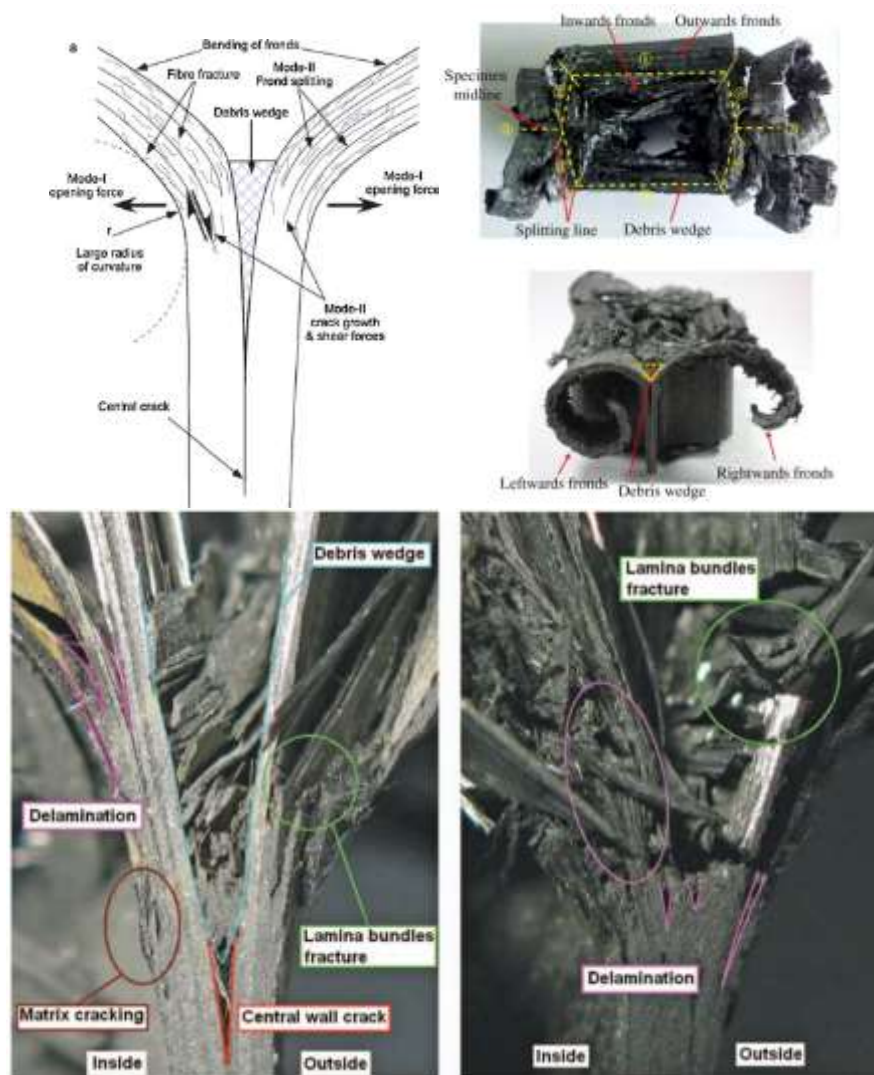 a
Bending of fronds
Fibre fracture
Mode-II
Frond splitting
Debris wedge
Mode-I
opening force
Mode-I
opening force
r
Large radius
of curvature
Mode-II
crack growth
& shear forces
Central crack
Inwards fronds
Outwards fronds
Specimen
midline
Splitting line
Debris wedge
Leftwards fronds
Debris wedge
Rightwards fronds
Debris wedge
Delamination
Lamina bundles
fracture
Matrix cracking
Central wall crack
Inside
Outside
Lamina bundles
fracture
Delamination
Inside
Outside